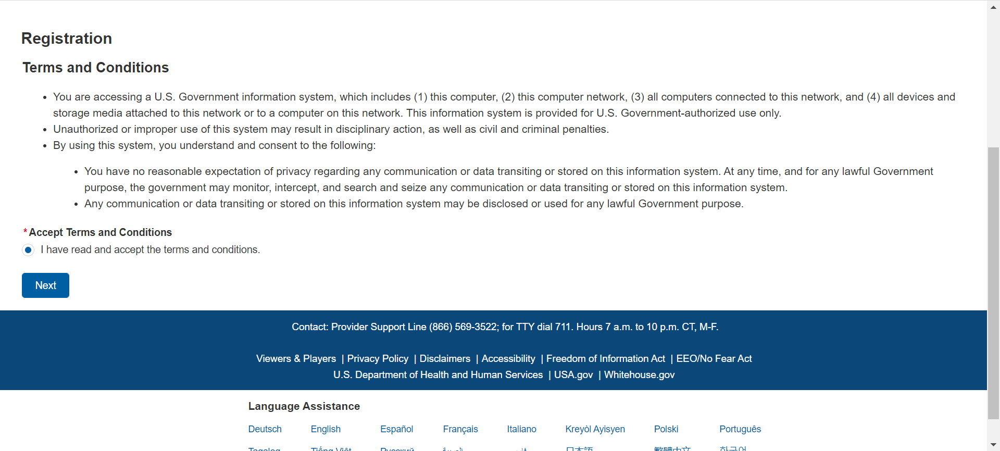 Registration
Terms and Conditions
You are accessing a U.S. Government information system, which includes (1) this computer, (2) this computer network, (3) all computers connected to this network, and (4) all devices and
storage media attached to this network or to a computer on this network. This information system is provided for U.S. Government-authorized use only.
Unauthorized or improper use of this system may result in disciplinary action, as well as civil and criminal penalties.
By using this system, you understand and consent to the following:
You have no reasonable expectation of privacy regarding any communication or data transiting or stored on this information system. At any time, and for any lawful Government
purpose, the government may monitor, intercept, and search and seize any communication or data transiting or stored on this information system.
Any communication or data transiting or stored on this information system may be disclosed or used for any lawful Government purpose.
*Accept Terms and Conditions
I have read and accept the terms and conditions.
Next
Contact: Provider Support Line (866) 569-3522; for TTY dial 711. Hours 7 a.m. to 10 p.m. CT, M-F.
Viewers & Players | Privacy Policy | Disclaimers | Accessibility | Freedom of Information Act | EEO/No Fear Act
U.S. Department of Health and Human Services | USA.gov | Whitehouse.gov
Language Assistance
Deutsch English Español Français Italiano Kreyòl Ayisyen Polski Português
Tagalog Tiếng Việt Русский 日本語 繁體中文 한국어